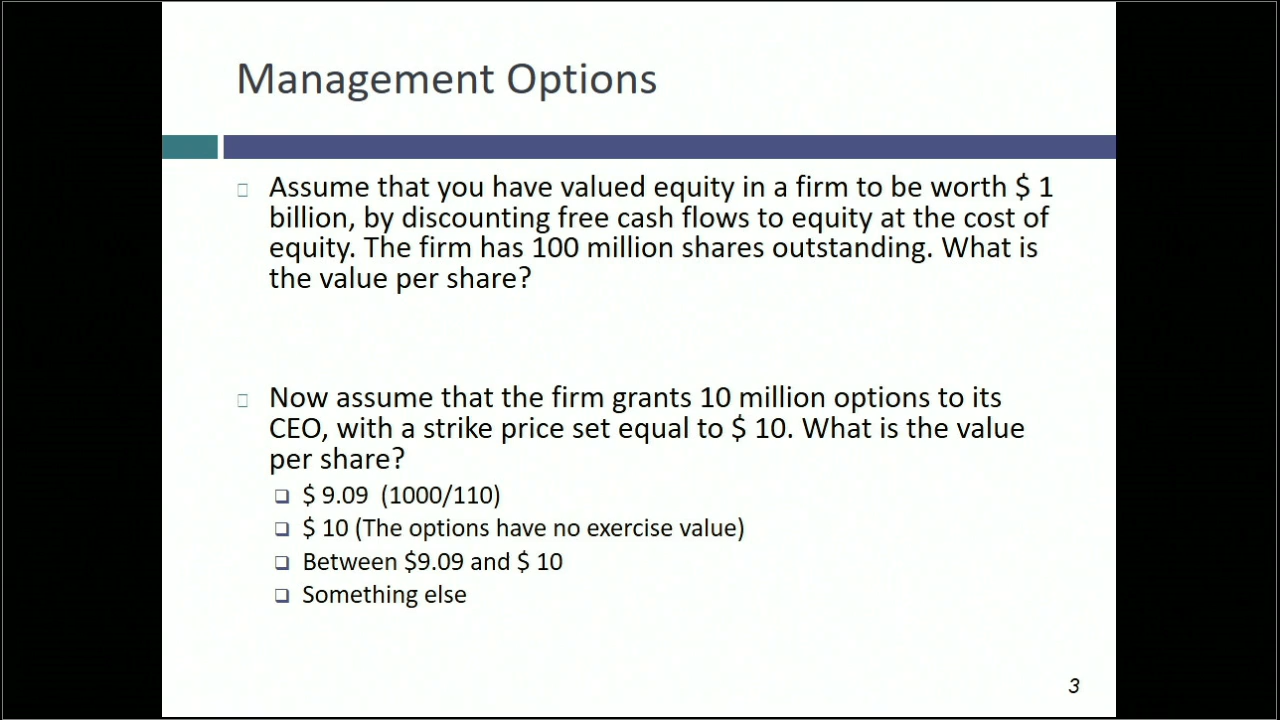 Management Options
Assume that you have valued equity in a firm to be worth $ 1
billion, by discounting free cash flows to equity at the cost of
equity. The firm has 100 million shares outstanding. What is
the value per share?
Now assume that the firm grants 10 million options to its
CEO, with a strike price set equal to $ 10. What is the value
per share?
❑ $ 9.09 (1000/110)
❑ $ 10 (The options have no exercise value)
❑ Between $9.09 and $ 10
❑ Something else
3